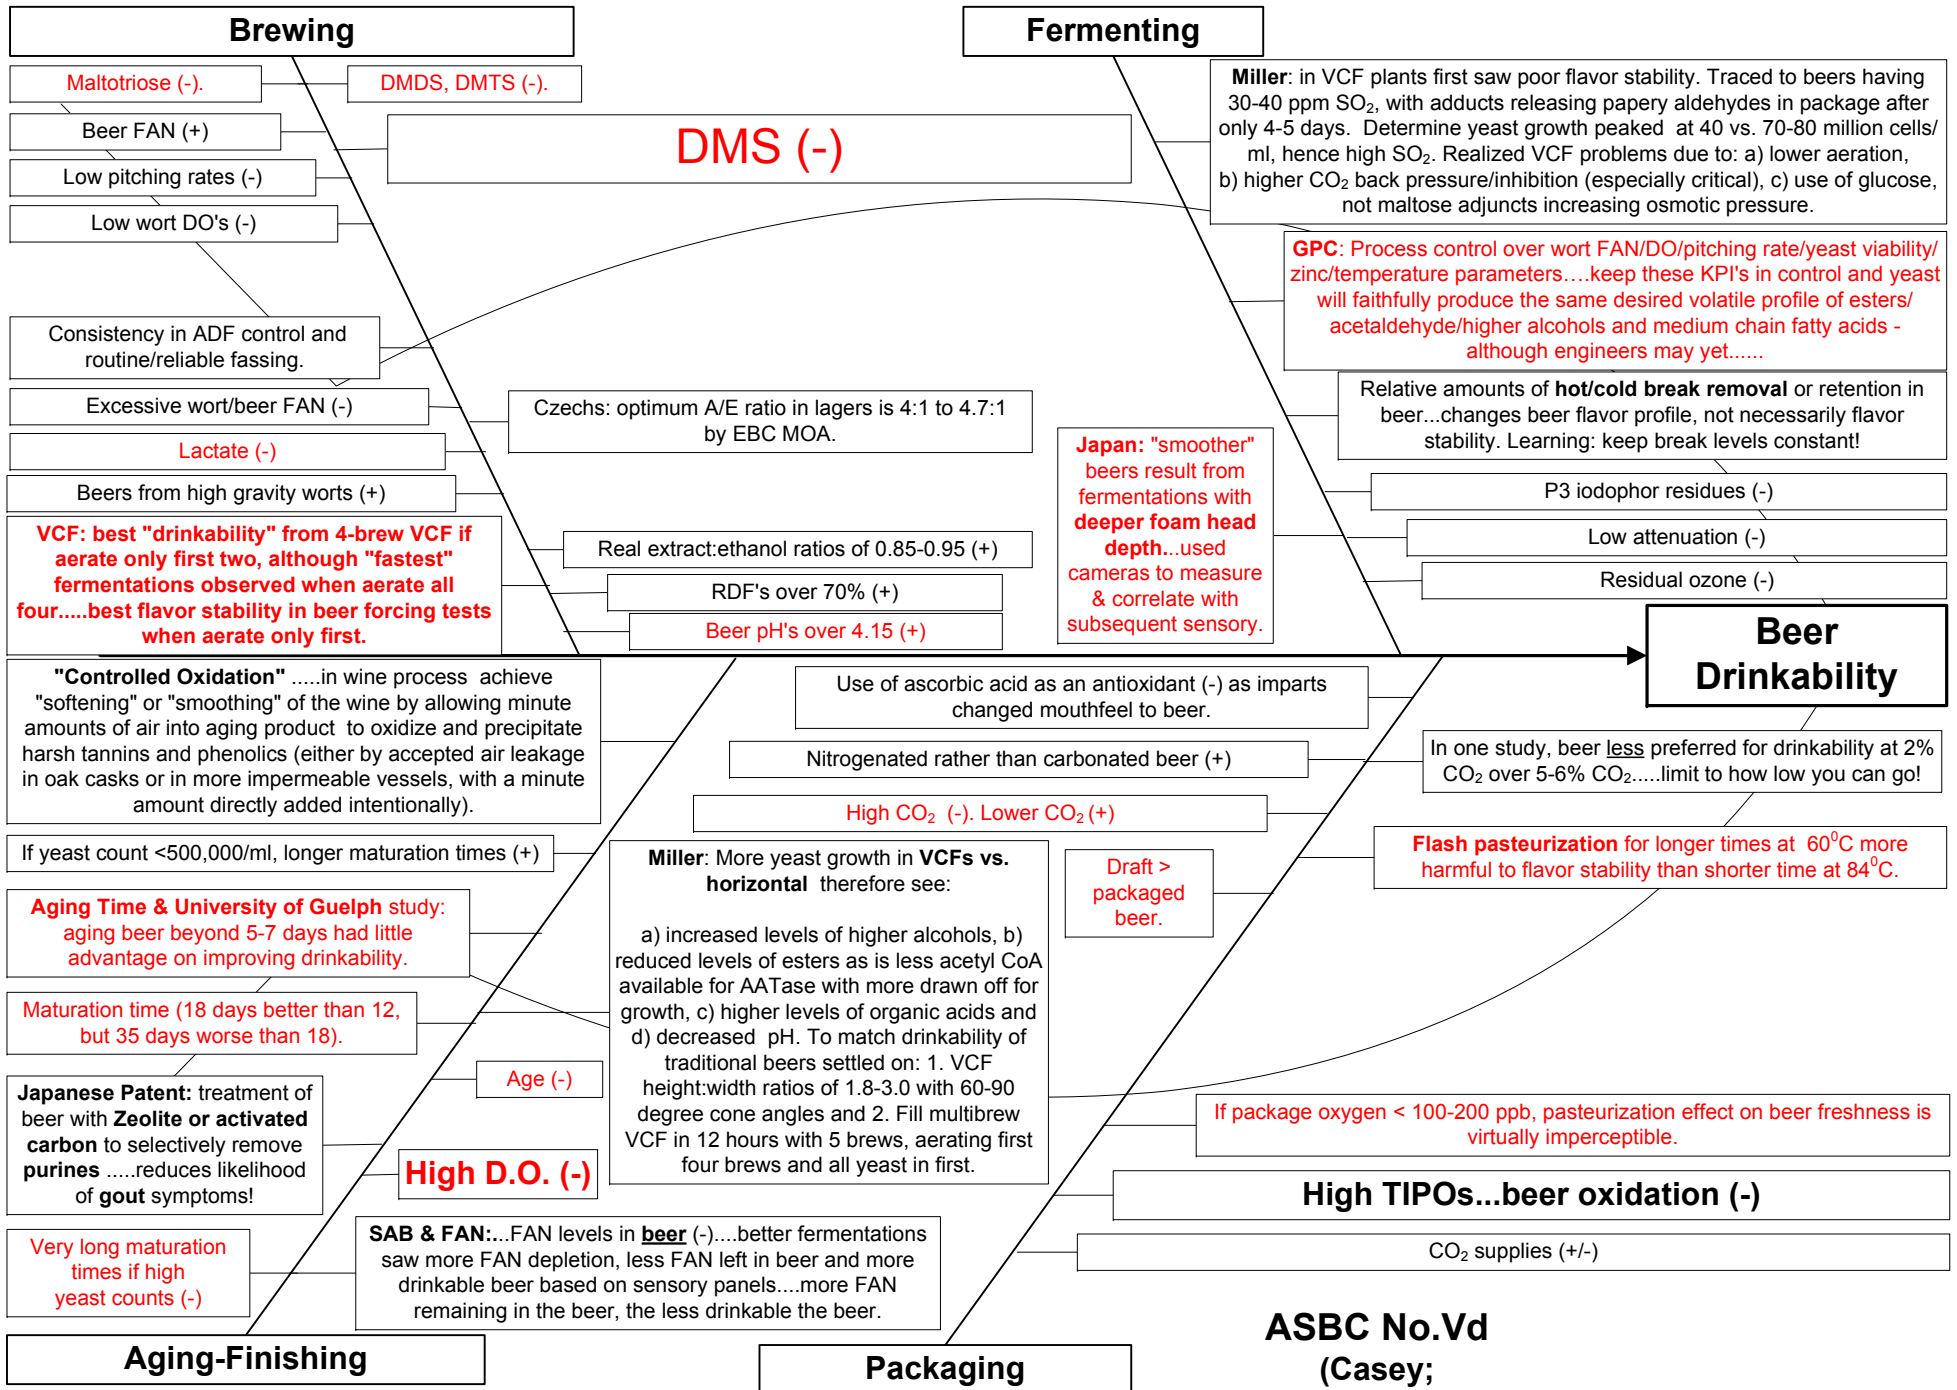 Brewing
Fermenting
Maltotriose (-).
DMDS, DMTS (-).
Beer FAN (+)
DMS (-)
Low pitching rates (-)
Low wort DO's (-)
Miller: in VCF plants first saw poor flavor stability. Traced to beers having
30-40 ppm SO₂, with adducts releasing papery aldehydes in package after
only 4-5 days. Determine yeast growth peaked at 40 vs. 70-80 million cells/
ml, hence high SO₂. Realized VCF problems due to: a) lower aeration,
b) higher CO₂ back pressure/inhibition (especially critical), c) use of glucose,
not maltose adjuncts increasing osmotic pressure.
GPC: Process control over wort FAN/DO/pitching rate/yeast viability/
zinc/temperature parameters....keep these KPI's in control and yeast
will faithfully produce the same desired volatile profile of esters/
acetaldehyde/higher alcohols and medium chain fatty acids -
although engineers may yet......
Consistency in ADF control and
routine/reliable fassing.
Excessive wort/beer FAN (-)
Czechs: optimum A/E ratio in lagers is 4:1 to 4.7:1
by EBC MOA.
Relative amounts of hot/cold break removal or retention in
beer...changes beer flavor profile, not necessarily flavor
stability. Learning: keep break levels constant!
Lactate (-)
Japan: "smoother"
beers result from
fermentations with
deeper foam head
depth...used
cameras to measure
& correlate with
subsequent sensory.
Beers from high gravity worts (+)
P3 iodophor residues (-)
VCF: best "drinkability" from 4-brew VCF if
aerate only first two, although "fastest"
fermentations observed when aerate all
four.....best flavor stability in beer forcing tests
when aerate only first.
Real extract:ethanol ratios of 0.85-0.95 (+)
Low attenuation (-)
RDF's over 70% (+)
Residual ozone (-)
Beer pH's over 4.15 (+)
Beer
Drinkability
"Controlled Oxidation" .....in wine process achieve
"softening" or "smoothing" of the wine by allowing minute
amounts of air into aging product to oxidize and precipitate
harsh tannins and phenolics (either by accepted air leakage
in oak casks or in more impermeable vessels, with a minute
amount directly added intentionally).
Use of ascorbic acid as an antioxidant (-) as imparts
changed mouthfeel to beer.
Nitrogenated rather than carbonated beer (+)
In one study, beer less preferred for drinkability at 2%
CO₂ over 5-6% CO₂.....limit to how low you can go!
High CO₂ (-). Lower CO₂ (+)
If yeast count <500,000/ml, longer maturation times (+)
Flash pasteurization for longer times at 60⁰C more
harmful to flavor stability than shorter time at 84⁰C.
Miller: More yeast growth in VCFs vs.
horizontal therefore see:
a) increased levels of higher alcohols, b)
reduced levels of esters as is less acetyl CoA
available for AATase with more drawn off for
growth, c) higher levels of organic acids and
d) decreased pH. To match drinkability of
traditional beers settled on: 1. VCF
height:width ratios of 1.8-3.0 with 60-90
degree cone angles and 2. Fill multibrew
VCF in 12 hours with 5 brews, aerating first
four brews and all yeast in first.
Draft >
packaged
beer.
Aging Time & University of Guelph study:
aging beer beyond 5-7 days had little
advantage on improving drinkability.
Maturation time (18 days better than 12,
but 35 days worse than 18).
Age (-)
Japanese Patent: treatment of
beer with Zeolite or activated
carbon to selectively remove
purines .....reduces likelihood
of gout symptoms!
If package oxygen < 100-200 ppb, pasteurization effect on beer freshness is
virtually imperceptible.
High D.O. (-)
High TIPOs...beer oxidation (-)
Very long maturation
times if high
yeast counts (-)
SAB & FAN:...FAN levels in beer (-)....better fermentations
saw more FAN depletion, less FAN left in beer and more
drinkable beer based on sensory panels....more FAN
remaining in the beer, the less drinkable the beer.
CO₂ supplies (+/-)
Aging-Finishing
Packaging
ASBC No.Vd
(Casey;